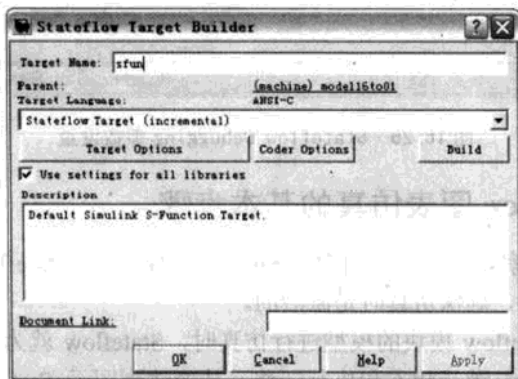 Stateflow Target Builder
Target Name: sfun
Parent: (machine) model16to01
Target Language: ANSI-C
Stateflow Target (incremental)
Target Options Coder Options Build
Use settings for all libraries
Description
Default Simulink S-Function Target.
Document Link:
OK Cancel Help Apply